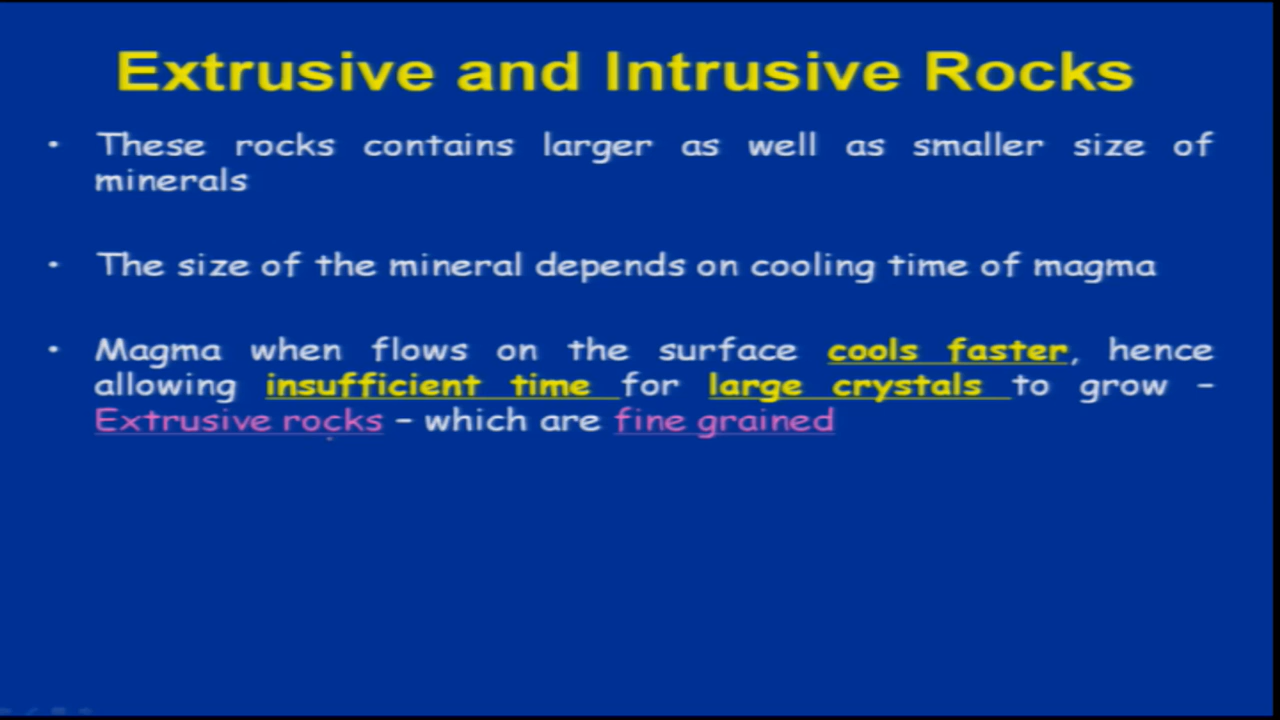 Extrusive and Intrusive Rocks
• These rocks contains larger as well as smaller size of
minerals
• The size of the mineral depends on cooling time of magma
• Magma when flows on the surface cools faster, hence
allowing insufficient time for large crystals to grow –
Extrusive rocks – which are fine grained